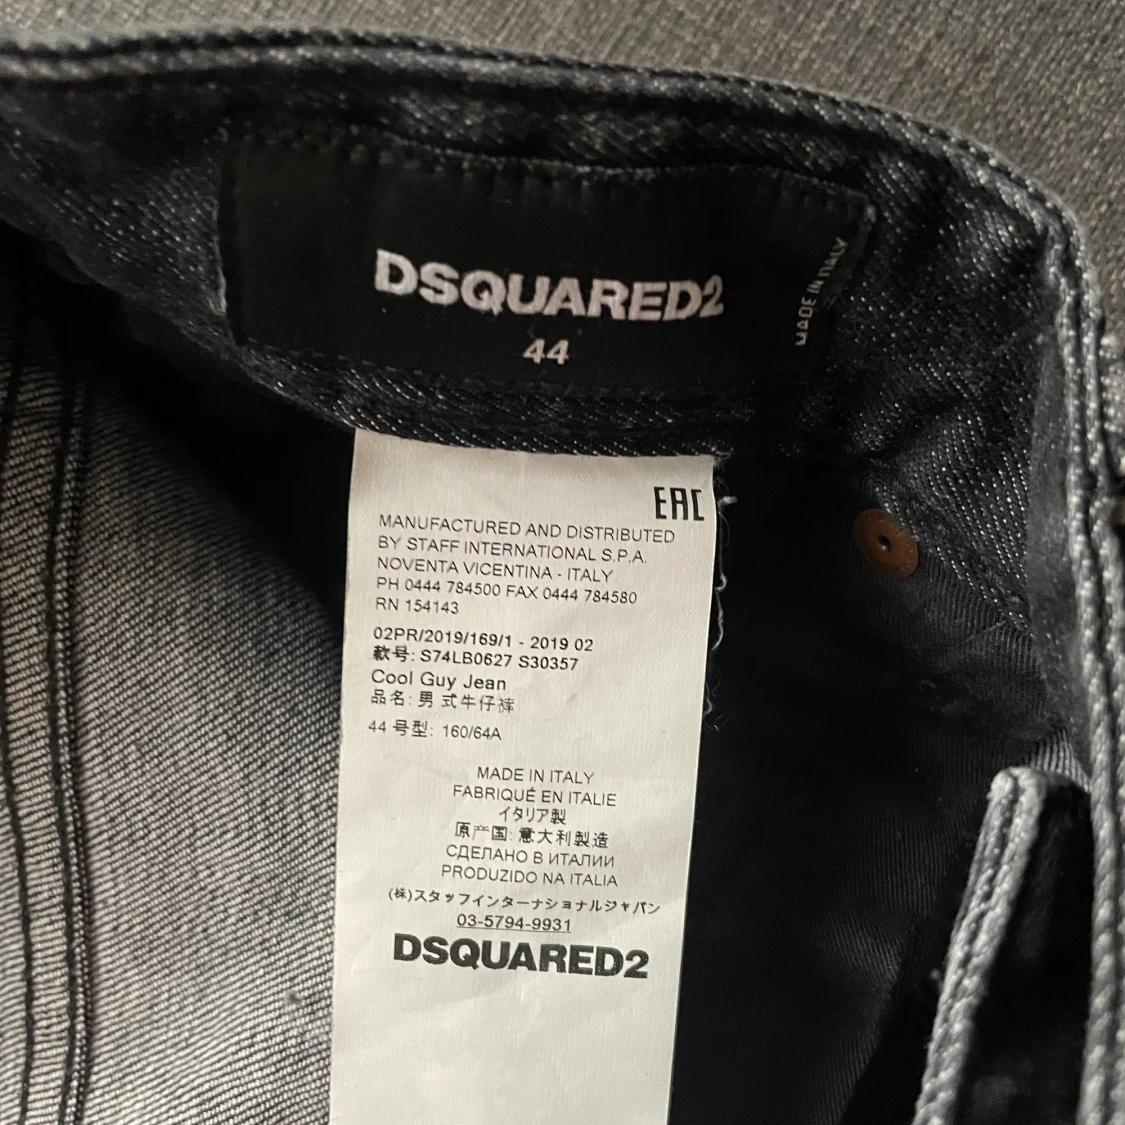 DSQUARED2
44
MADE IN ITALY
EAC
MANUFACTURED AND DISTRIBUTED
BY STAFF INTERNATIONAL S.P.A.
NOVENTA VICENTINA - ITALY
PH 0444 784500 FAX 0444 784580
RN 154143
02PR/2019/169/1 - 2019 02
款号: S74LB0627 S30357
Cool Guy Jean
品名: 男式牛仔裤
44 号型: 160/64A
MADE IN ITALY
FABRIQUÉ EN ITALIE
イタリア製
原产国: 意大利製造
СДЕЛАНО В ИТАЛИИ
PRODUZIDO NA ITALIA
(株)スタッフインターナショナルジャパン
03-5794-9931
DSQUARED2